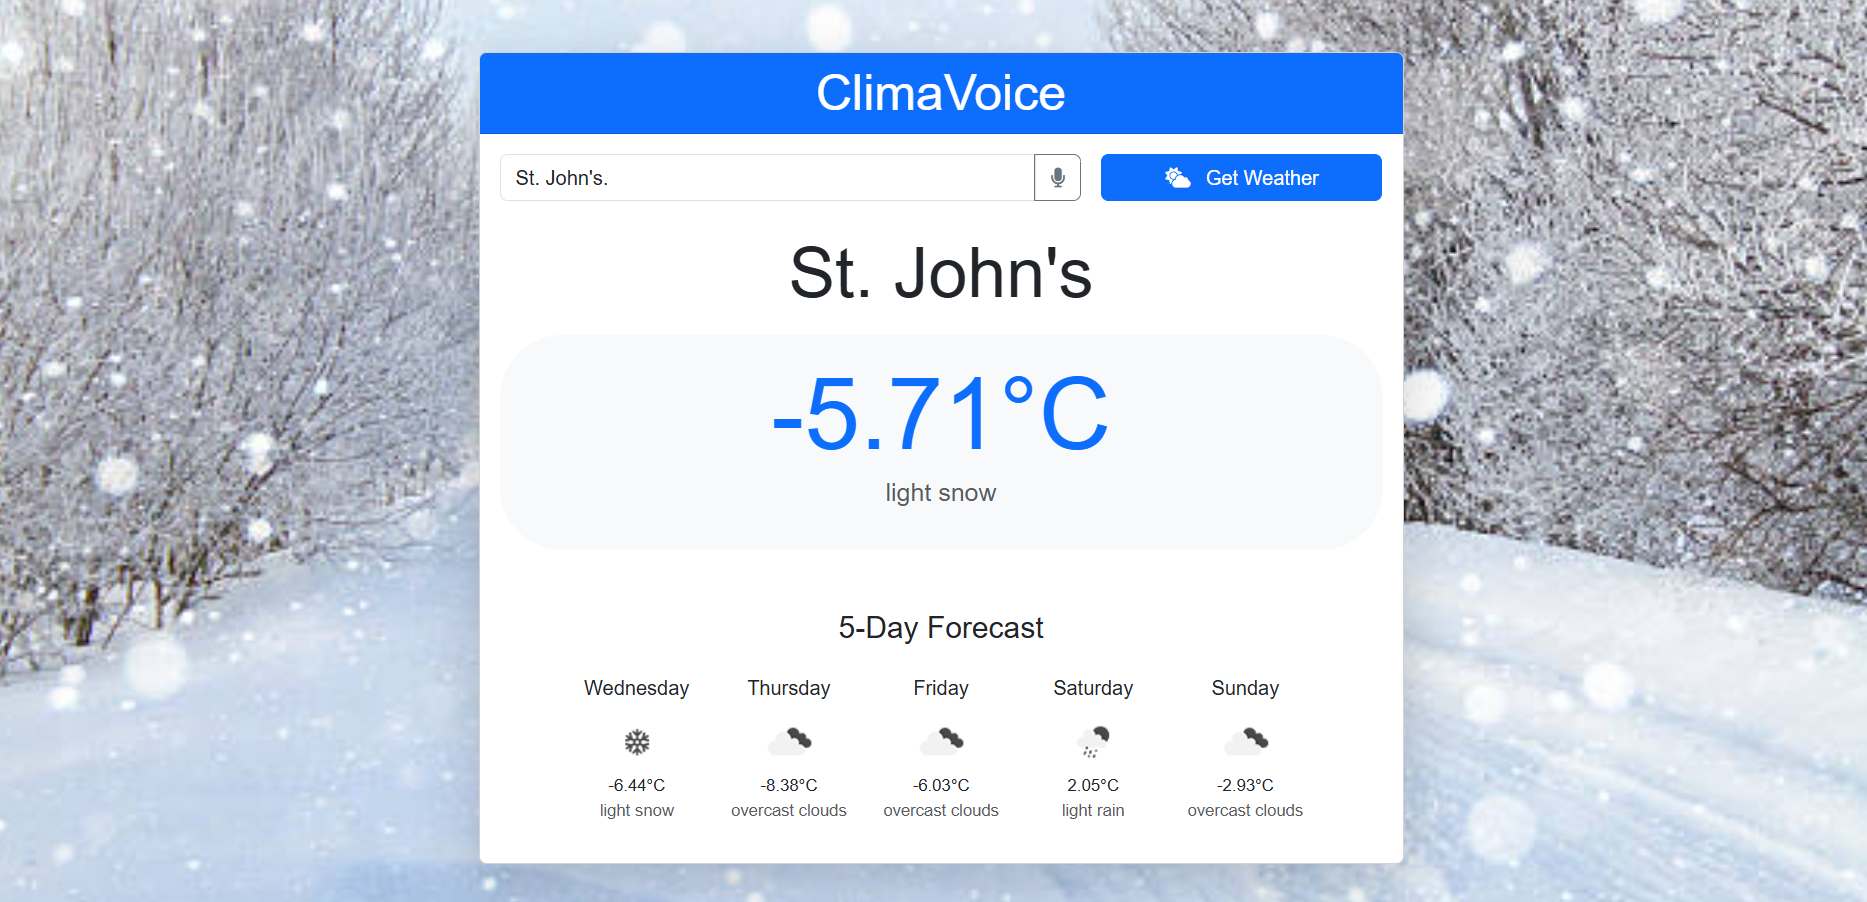 ClimaVoice
St. John's.
Get Weather
St. John's
-5.71°C
light snow
5-Day Forecast
Wednesday Thursday Friday Saturday Sunday
-6.44°C -8.38°C -6.03°C 2.05°C -2.93°C
light snow overcast clouds overcast clouds light rain overcast clouds